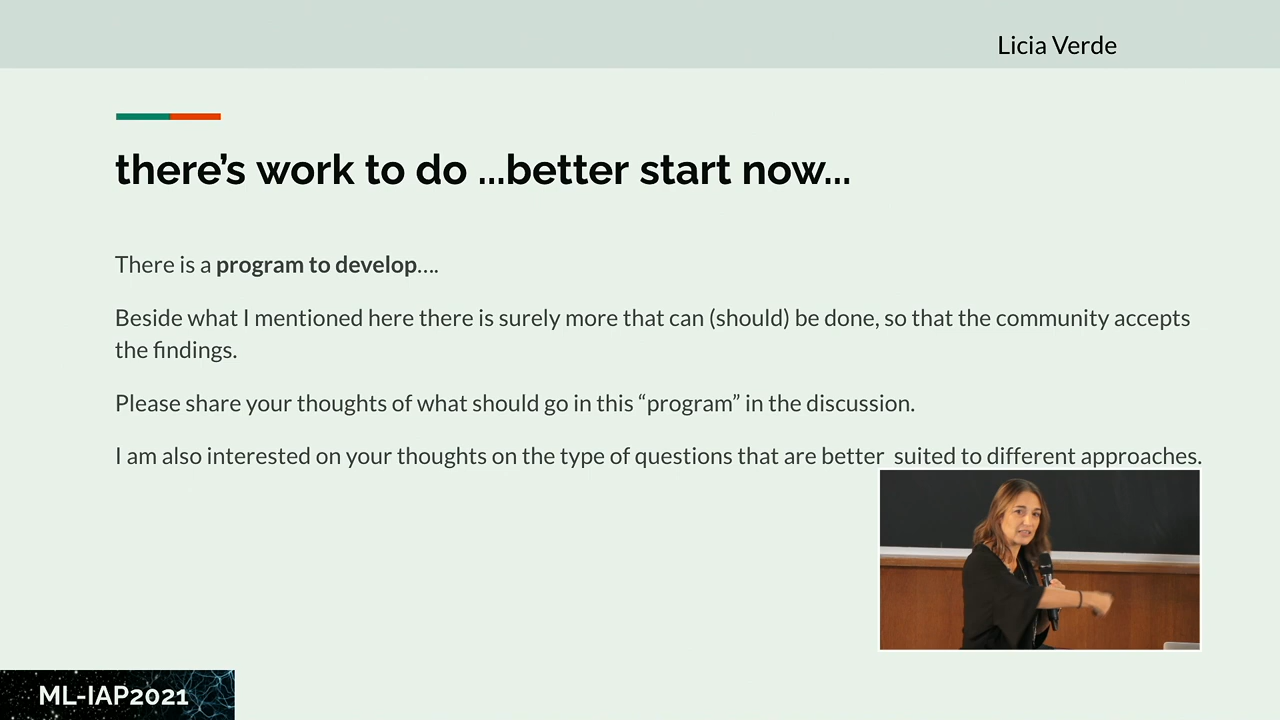 Licia Verde
there’s work to do ...better start now...
There is a program to develop....
Beside what I mentioned here there is surely more that can (should) be done, so that the community accepts
the findings.
Please share your thoughts of what should go in this “program” in the discussion.
I am also interested on your thoughts on the type of questions that are better  suited to different approaches.
ML-IAP2021